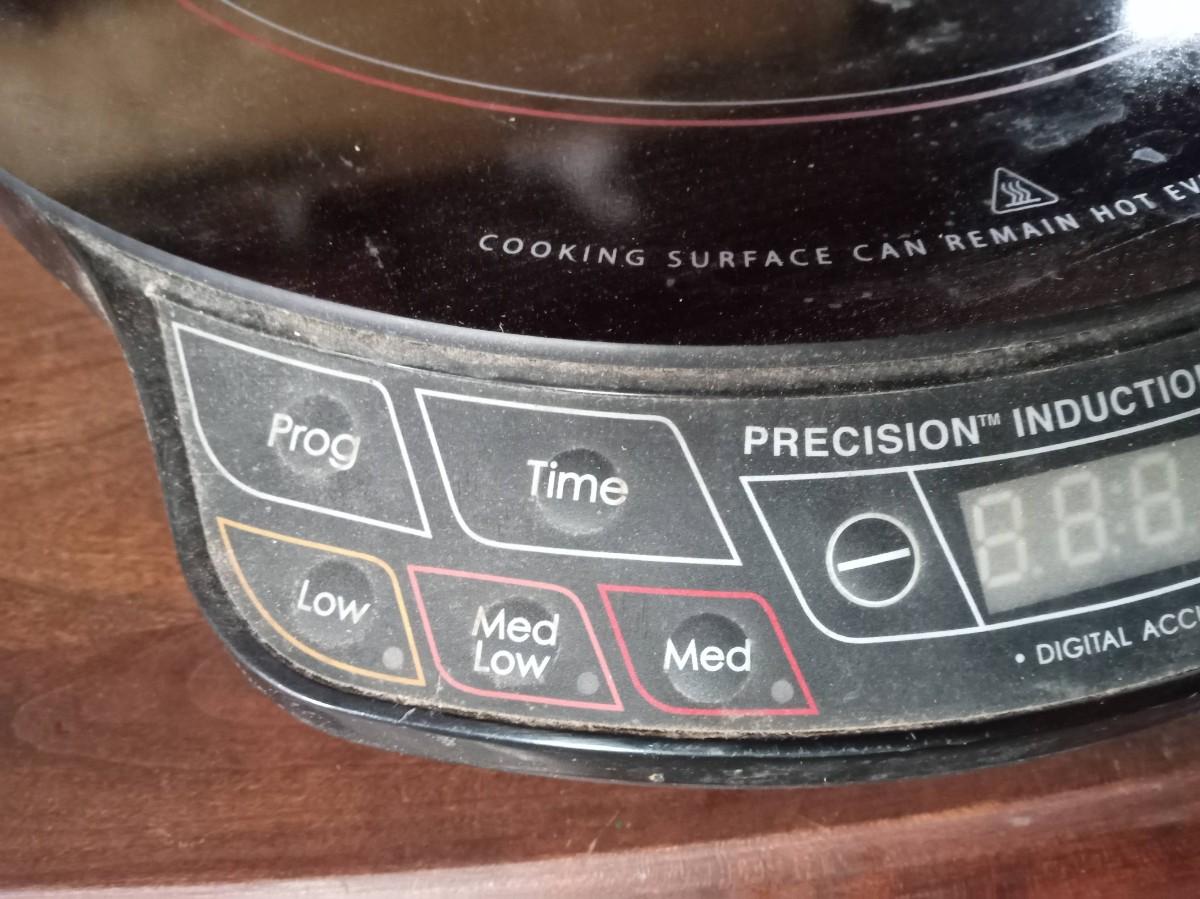 COOKING SURFACE CAN REMAIN HOT
PRECISION™ INDUCTION
Prog
Time
Low
Med
Low
Med
• DIGITAL